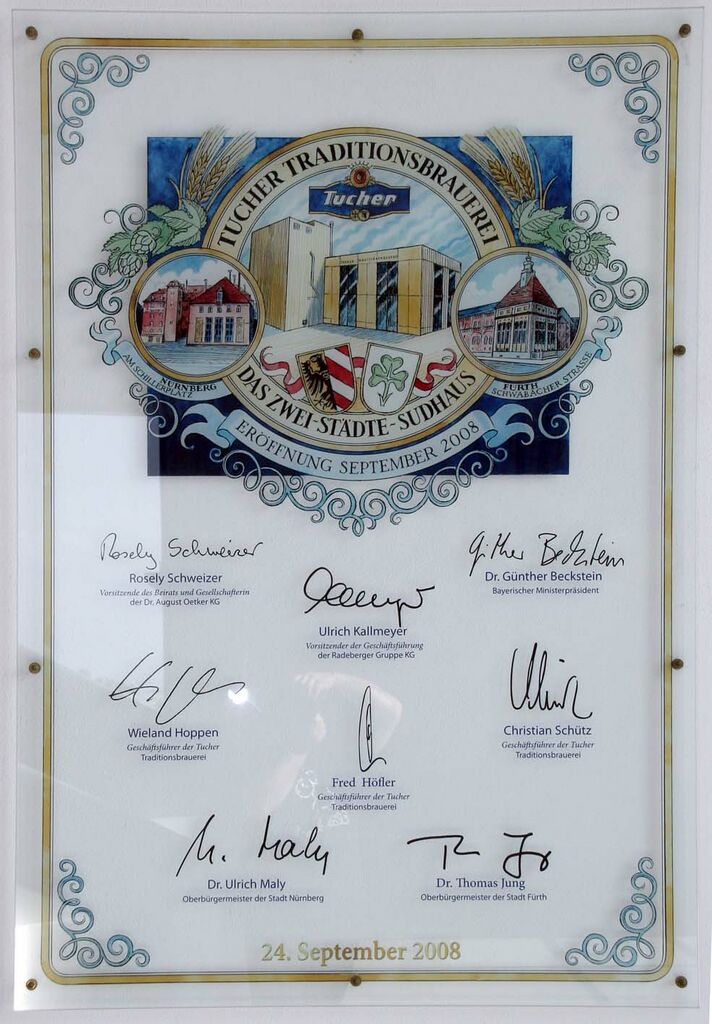 TUCHER TRADITIONSBRAUEREI
Tucher
NÜRNBERG
AM SCHILLERPLATZ
FÜRTH
SCHWABACHER STRASSE
DAS ZWEI-STÄDTE-SUDHAUS
ERÖFFNUNG SEPTEMBER 2008
Rosely Schweizer
Rosely Schweizer
Vorsitzende des Beirats und Gesellschafterin
der Dr. August Oetker KG
Günther Beckstein
Dr. Günther Beckstein
Bayerischer Ministerpräsident
Ulrich Kallmeyer
Vorsitzender der Geschäftsführung
der Radeberger Gruppe KG
Wieland Hoppen
Geschäftsführer der Tucher
Traditionsbrauerei
Christian Schütz
Geschäftsführer der Tucher
Traditionsbrauerei
Fred Höfler
Geschäftsführer der Tucher
Traditionsbrauerei
U. Maly
Dr. Ulrich Maly
Oberbürgermeister der Stadt Nürnberg
Dr. Thomas Jung
Oberbürgermeister der Stadt Fürth
24. September 2008